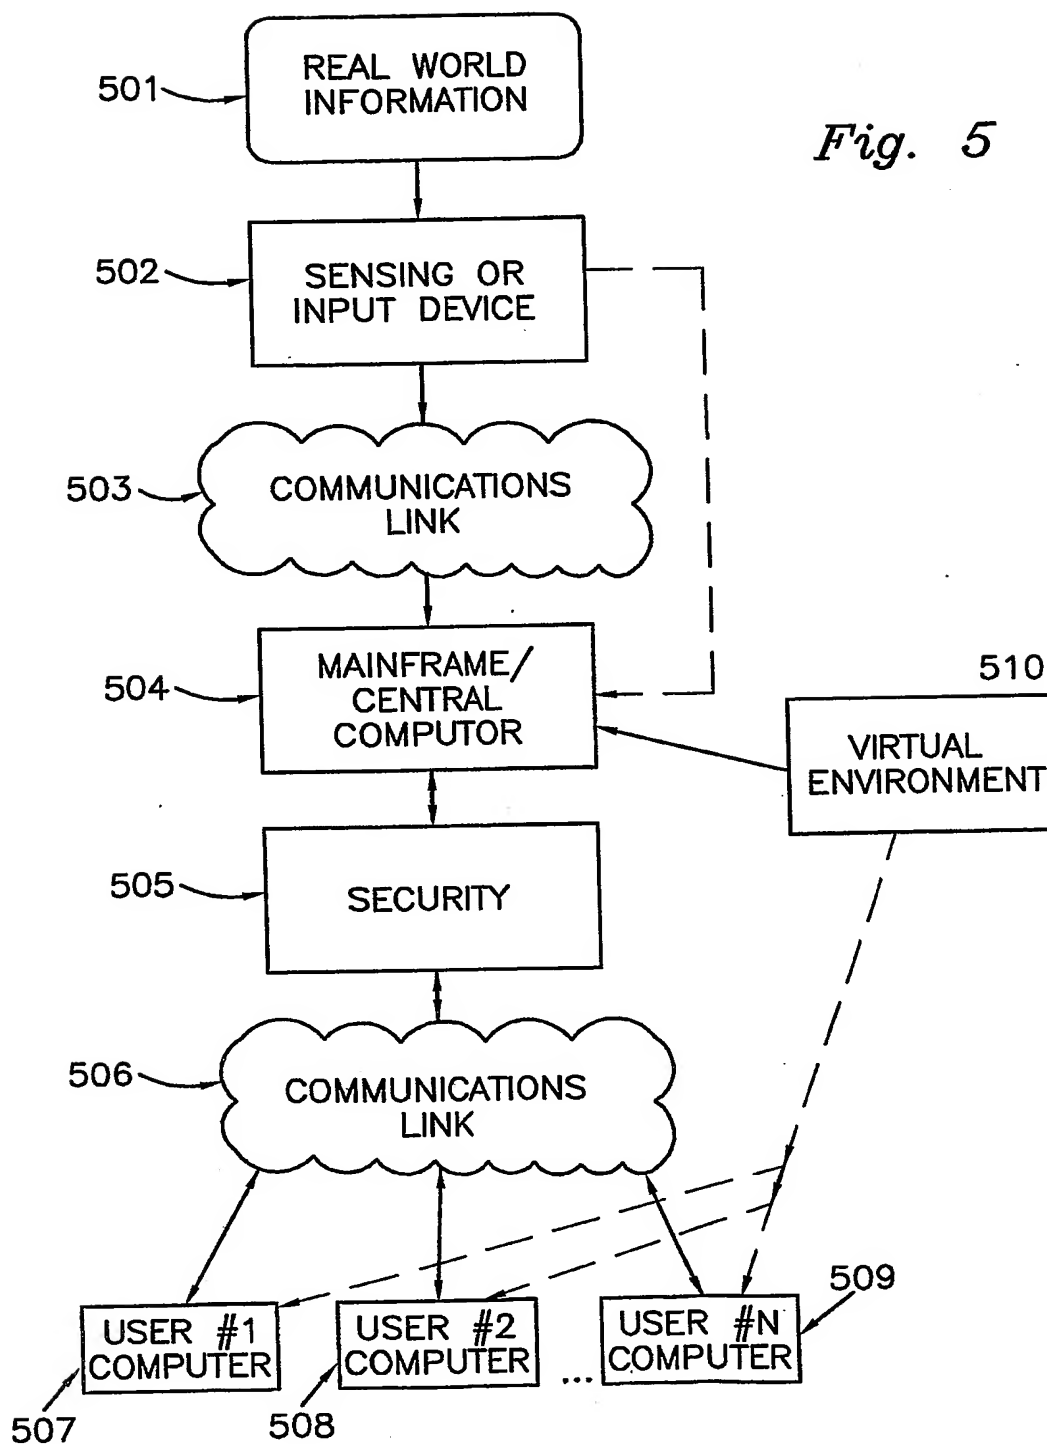 Fig. 5
501
REAL WORLD
INFORMATION
502
SENSING OR
INPUT DEVICE
503
COMMUNICATIONS
LINK
504
MAINFRAME/
CENTRAL
COMPUTOR
510
VIRTUAL
ENVIRONMENT
505
SECURITY
506
COMMUNICATIONS
LINK
509
USER #1
COMPUTER
USER #2
COMPUTER
...
USER #N
COMPUTER
507
508